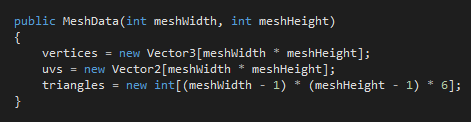 public MeshData(int meshWidth, int meshHeight)
{
    vertices = new Vector3[meshWidth * meshHeight];
    uvs = new Vector2[meshWidth * meshHeight];
    triangles = new int[(meshWidth - 1) * (meshHeight - 1) * 6];
}